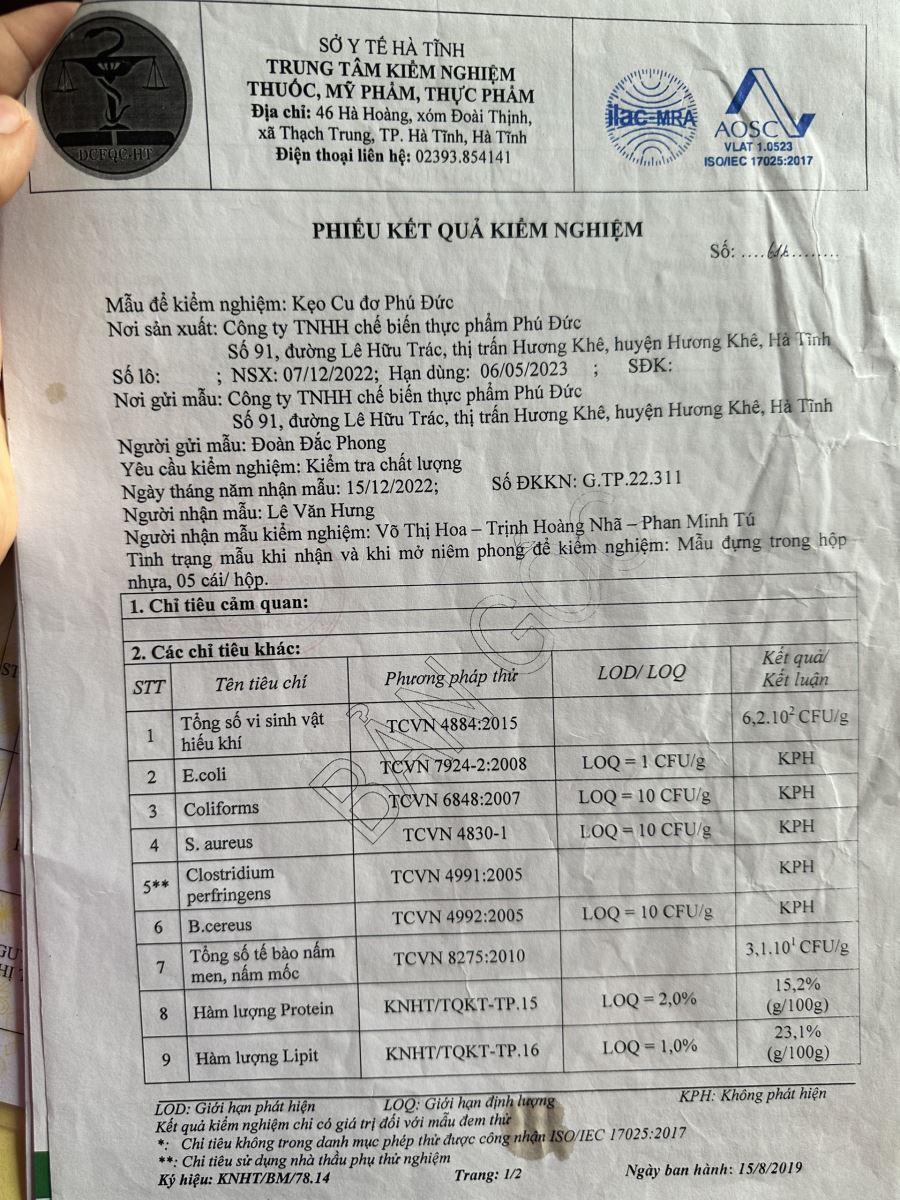 SỞ Y TẾ HÀ TĨNH
TRUNG TÂM KIỂM NGHIỆM
THUỐC, MỸ PHẨM, THỰC PHẨM
Địa chỉ: 46 Hà Hoàng, xóm Đoài Thịnh,
xã Thạch Trung, TP. Hà Tĩnh, Hà Tĩnh
Điện thoại liên hệ: 02393.854141
DCFQC-HT
ilac-MRA
AOSC
VLAT 1.0523
ISO/IEC 17025:2017
PHIẾU KẾT QUẢ KIỂM NGHIỆM
Số: ............
Mẫu để kiểm nghiệm: Kẹo Cu đơ Phú Đức
Nơi sản xuất: Công ty TNHH chế biến thực phẩm Phú Đức
Số 91, đường Lê Hữu Trác, thị trấn Hương Khê, huyện Hương Khê, Hà Tĩnh
Số lô: ; NSX: 07/12/2022; Hạn dùng: 06/05/2023 ; SĐK:
Nơi gửi mẫu: Công ty TNHH chế biến thực phẩm Phú Đức
Số 91, đường Lê Hữu Trác, thị trấn Hương Khê, huyện Hương Khê, Hà Tĩnh
Người gửi mẫu: Đoàn Đắc Phong
Yêu cầu kiểm nghiệm: Kiểm tra chất lượng
Ngày tháng năm nhận mẫu: 15/12/2022; Số ĐKKN: G.TP.22.311
Người nhận mẫu: Lê Văn Hưng
Người nhận mẫu kiểm nghiệm: Võ Thị Hoa – Trịnh Hoàng Nhã – Phan Minh Tú
Tình trạng mẫu khi nhận và khi mở niêm phong để kiểm nghiệm: Mẫu đựng trong hộp
nhựa, 05 cái/ hộp.
BẢN GỐC
1. Chỉ tiêu cảm quan:
2. Các chỉ tiêu khác:
STT Tên tiêu chí Phương pháp thử LOD/ LOQ Kết quả/
Kết luận
1 Tổng số vi sinh vật
hiếu khí TCVN 4884:2015 6,2.10² CFU/g
2 E.coli TCVN 7924-2:2008 LOQ = 1 CFU/g KPH
3 Coliforms TCVN 6848:2007 LOQ = 10 CFU/g KPH
4 S. aureus TCVN 4830-1 LOQ = 10 CFU/g KPH
5** Clostridium
perfringens TCVN 4991:2005 KPH
6 B.cereus TCVN 4992:2005 LOQ = 10 CFU/g KPH
7 Tổng số tế bào nấm
men, nấm mốc TCVN 8275:2010 3,1.10¹ CFU/g
8 Hàm lượng Protein KNHT/TQKT-TP.15 LOQ = 2,0% 15,2%
(g/100g)
9 Hàm lượng Lipit KNHT/TQKT-TP.16 LOQ = 1,0% 23,1%
(g/100g)
LOD: Giới hạn phát hiện LOQ: Giới hạn định lượng KPH: Không phát hiện
Kết quả kiểm nghiệm chỉ có giá trị đối với mẫu đem thử
*: Chỉ tiêu không trong danh mục phép thử được công nhận ISO/IEC 17025:2017
**: Chỉ tiêu sử dụng nhà thầu phụ thử nghiệm
Ký hiệu: KNHT/BM/78.14 Trang: 1/2 Ngày ban hành: 15/8/2019